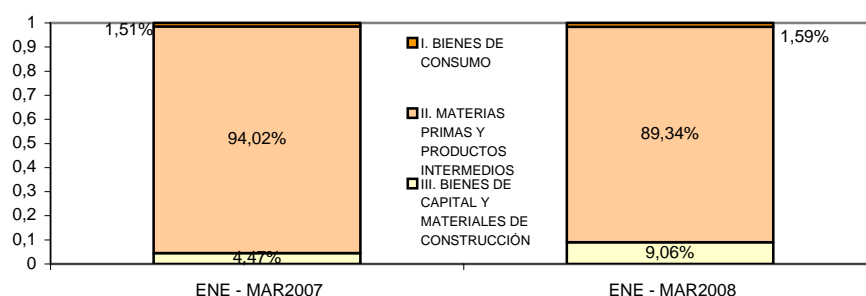 1
0,9
0,8
0,7
0,6
0,5
0,4
0,3
0,2
0,1
0
1,51%
94,02%
4,47%
I. BIENES DE
CONSUMO
II. MATERIAS
PRIMAS Y
PRODUCTOS
INTERMEDIOS
III. BIENES DE
CAPITAL Y
MATERIALES DE
CONSTRUCCIÓN
1,59%
89,34%
9,06%
ENE - MAR2007
ENE - MAR2008